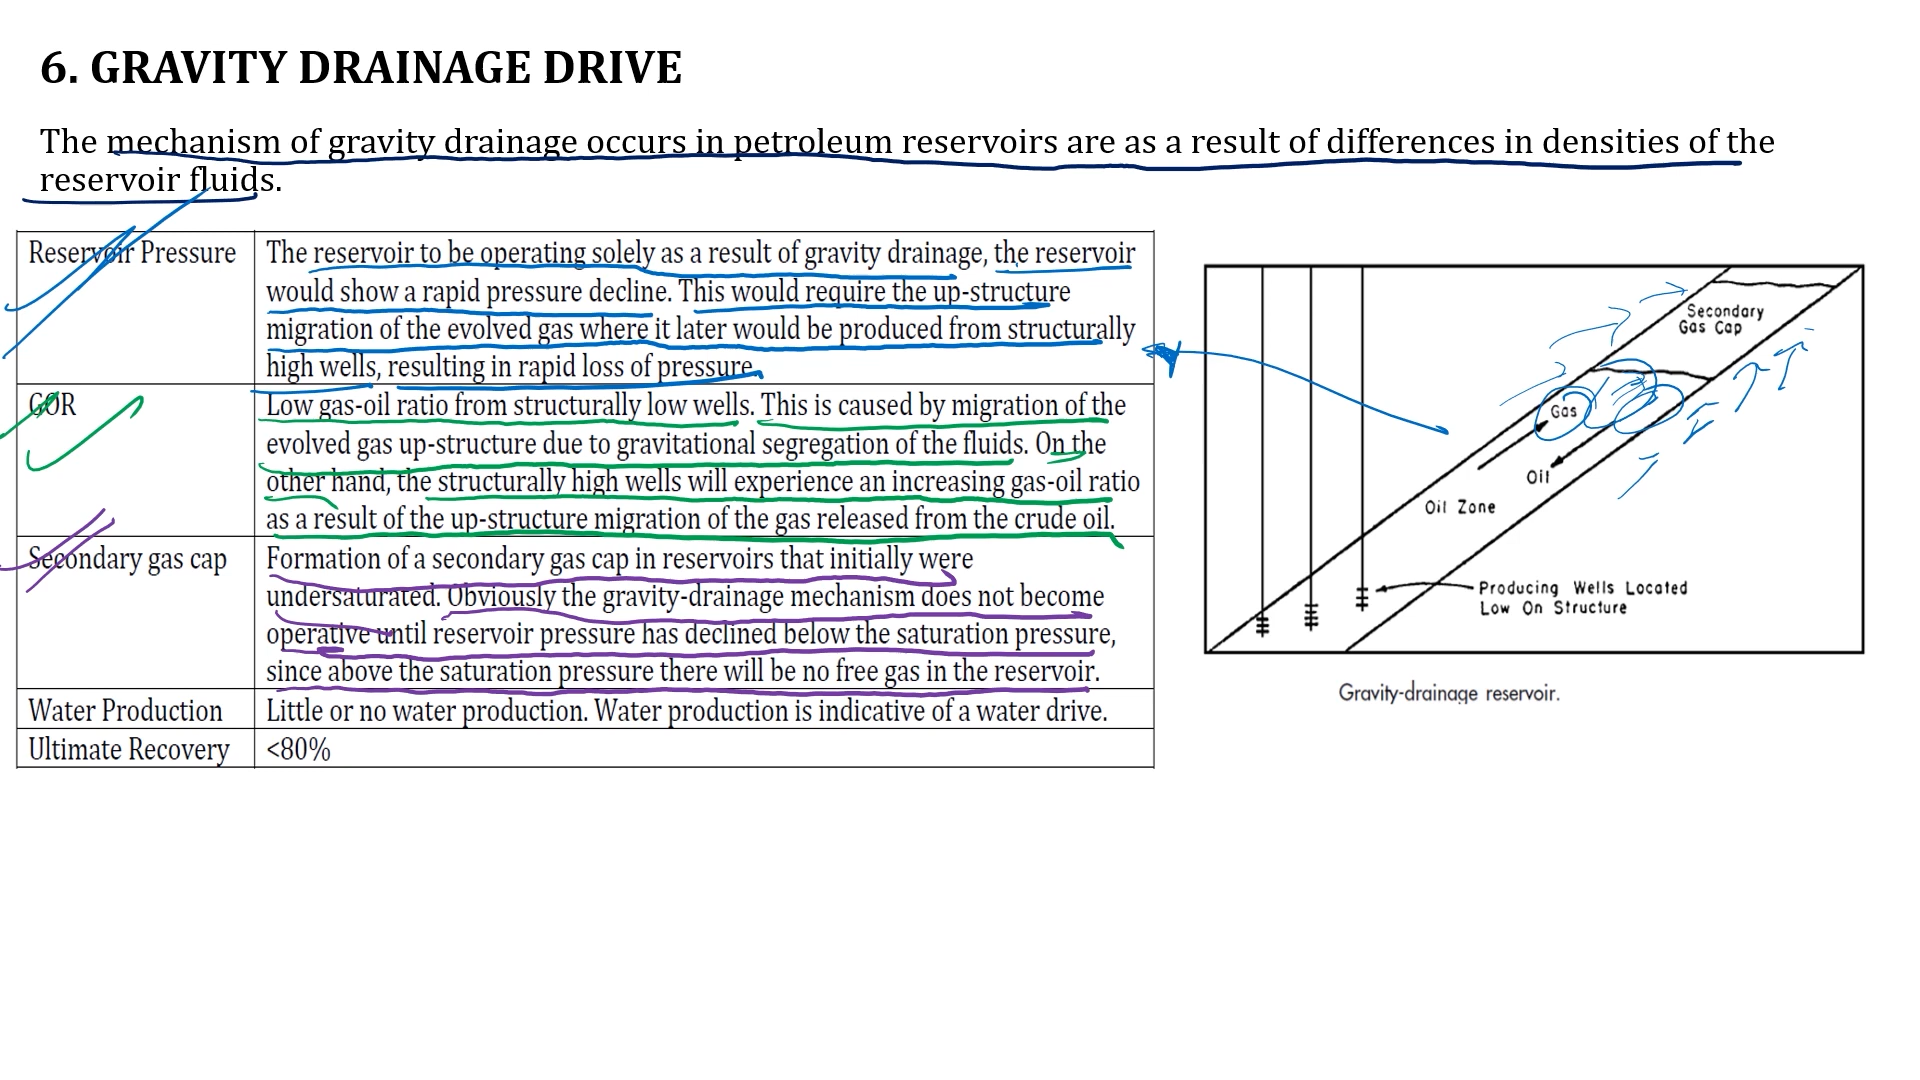 6. GRAVITY DRAINAGE DRIVE
The mechanism of gravity drainage occurs in petroleum reservoirs are as a result of differences in densities of the
reservoir fluids.
Reservoir Pressure
The reservoir to be operating solely as a result of gravity drainage, the reservoir
would show a rapid pressure decline. This would require the up-structure
migration of the evolved gas where it later would be produced from structurally
high wells, resulting in rapid loss of pressure.
GOR
Low gas-oil ratio from structurally low wells. This is caused by migration of the
evolved gas up-structure due to gravitational segregation of the fluids. On the
other hand, the structurally high wells will experience an increasing gas-oil ratio
as a result of the up-structure migration of the gas released from the crude oil.
Secondary gas cap
Formation of a secondary gas cap in reservoirs that initially were
undersaturated. Obviously the gravity-drainage mechanism does not become
operative until reservoir pressure has declined below the saturation pressure,
since above the saturation pressure there will be no free gas in the reservoir.
Water Production
Little or no water production. Water production is indicative of a water drive.
Ultimate Recovery
<80%
Secondary
Gas Cap
Gas
Oil
Oil Zone
Producing Wells Located
Low On Structure
Gravity-drainage reservoir.